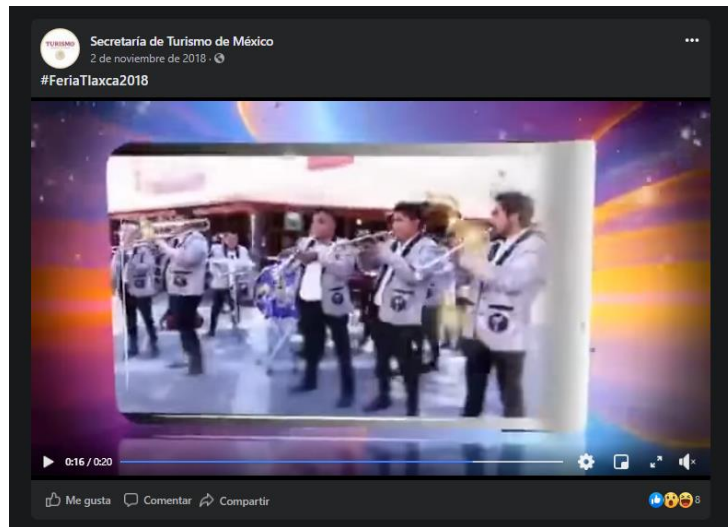 TURISMO
Secretaría de Turismo de México
2 de noviembre de 2018 ·
#FeriaTlaxca2018
0:16 / 0:20
Me gusta Comentar Compartir
8